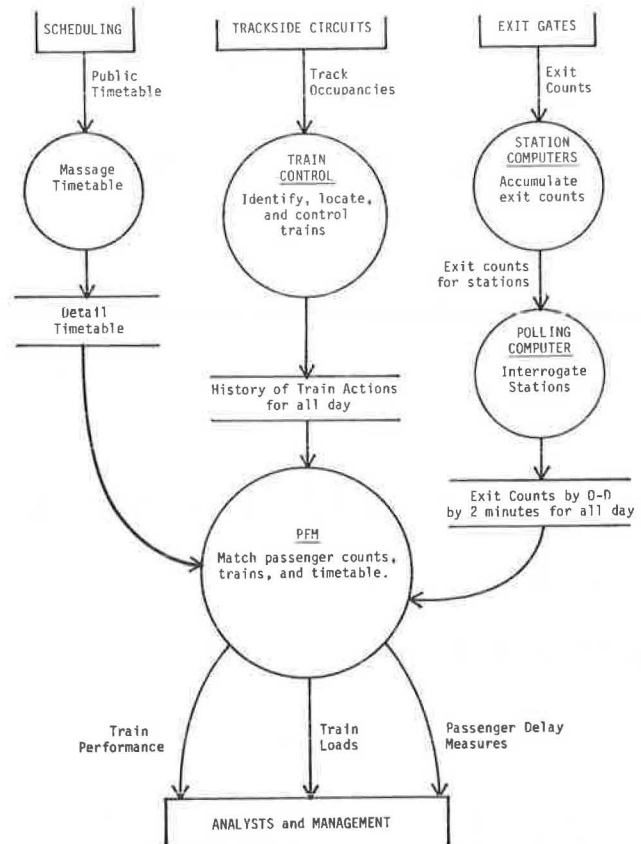 SCHEDULING
TRACKSIDE CIRCUITS
EXIT GATES
Public
Timetable
Track
Occupancies
Exit
Counts
Massage
Timetable
TRAIN
CONTROL
Identify, locate,
and control
trains
STATION
COMPUTERS
Accumulate
exit counts
Exit counts
for stations
Detail
Timetable
POLLING
COMPUTER
Interrogate
Stations
History of Train Actions
for all day
Exit Counts by O-D
by 2 minutes for all day
PFM
Match passenger counts,
trains, and timetable.
Train
Performance
Train
Loads
Passenger Delay
Measures
ANALYSTS and MANAGEMENT